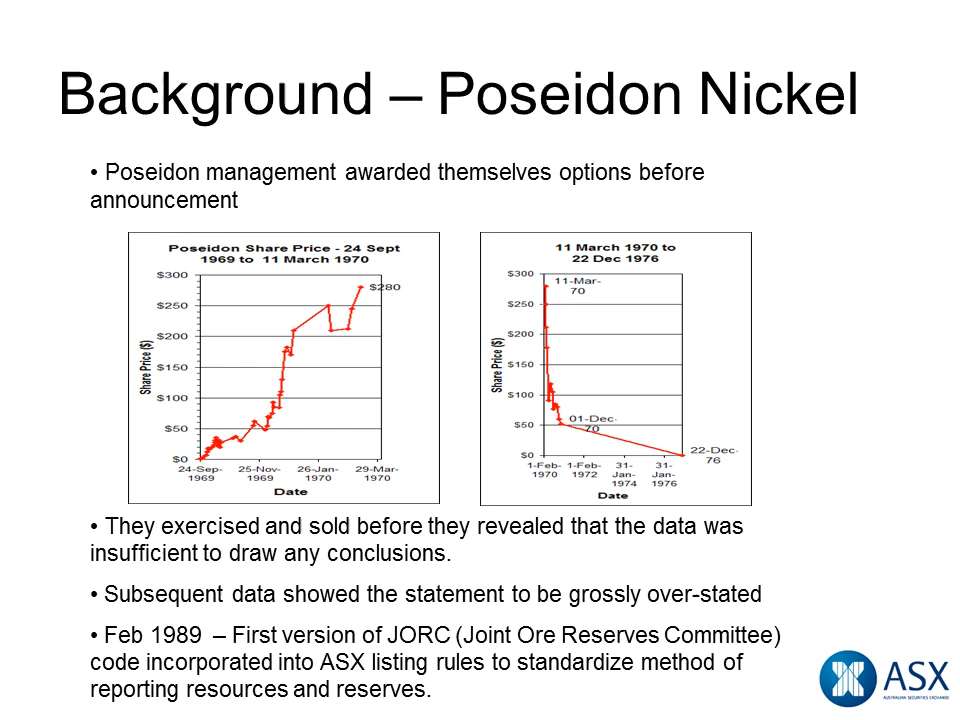 Background – Poseidon Nickel
• Poseidon management awarded themselves options before
announcement
Poseidon Share Price - 24 Sept
1969 to 11 March 1970
$300
$250
$200
$150
$100
$50
$0
Share Price ($)
$280
24-Sep-
1969
25-Nov-
1969
26-Jan-
1970
29-Mar-
1970
Date
11 March 1970 to
22 Dec 1976
$300
$250
$200
$150
$100
$50
$0
Share Price ($)
11-Mar-
70
01-Dec-
70
22-Dec-
76
1-Feb-
1970
1-Feb-
1972
31-
Jan-
1974
31-
Jan-
1976
Date
• They exercised and sold before they revealed that the data was
insufficient to draw any conclusions.
• Subsequent data showed the statement to be grossly over-stated
• Feb 1989 – First version of JORC (Joint Ore Reserves Committee)
code incorporated into ASX listing rules to standardize method of
reporting resources and reserves.
ASX
AUSTRALIAN SECURITIES EXCHANGE